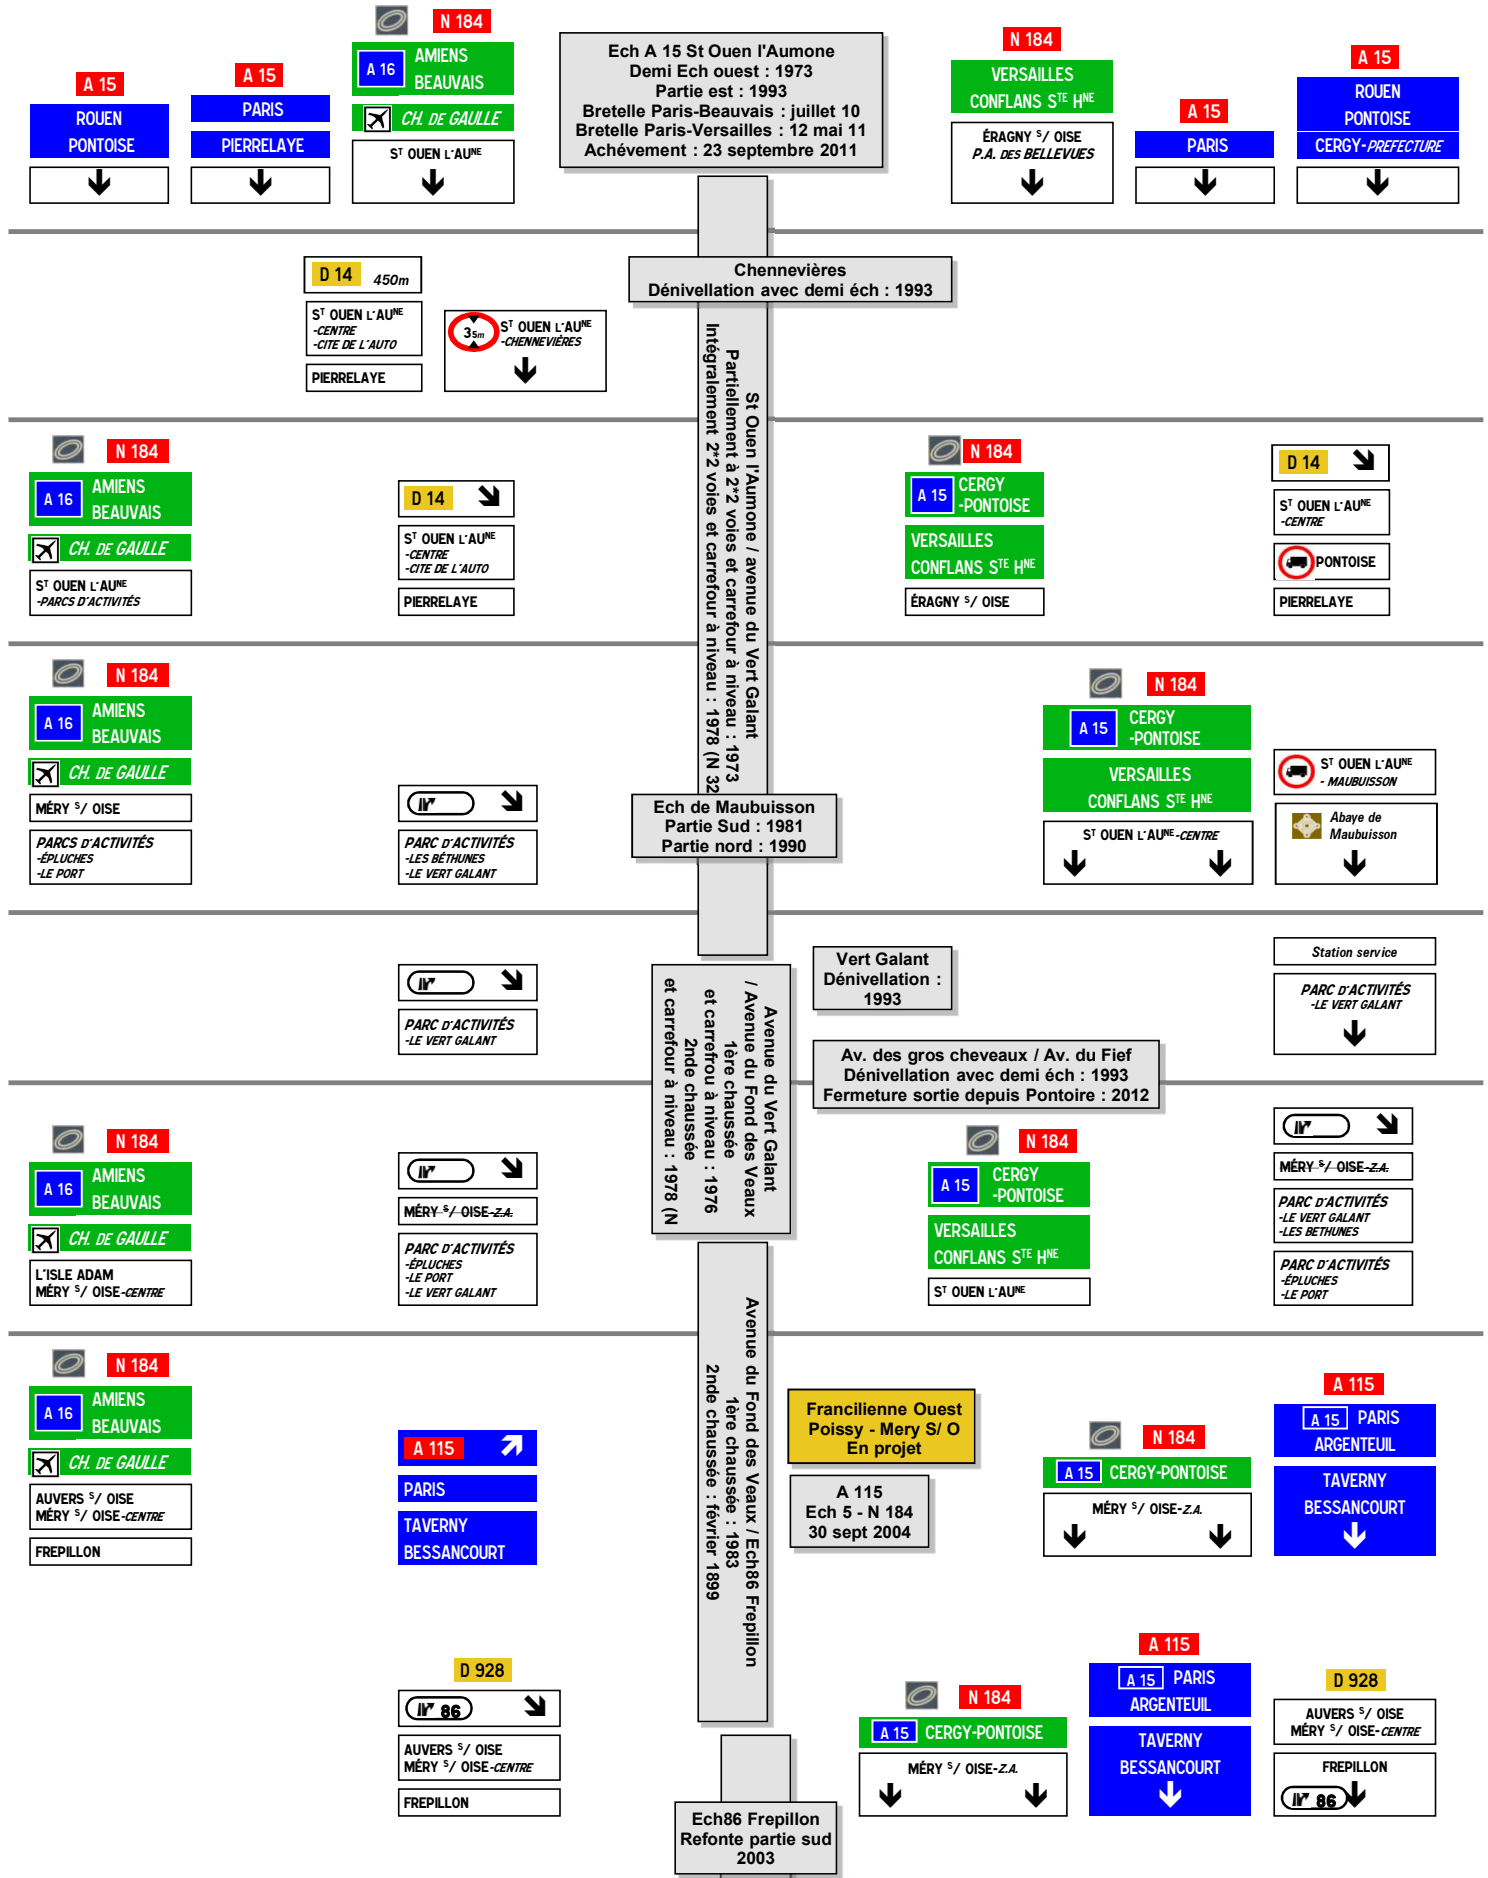 A 15
ROUEN
PONTOISE
A 15
PARIS
PIERRELAYE
N 184
A 16
AMIENS
BEAUVAIS
CH. DE GAULLE
ST OUEN L'AUNE
Ech A 15 St Ouen l'Aumone
Demi Ech ouest : 1973
Partie est : 1993
Bretelle Paris-Beauvais : juillet 10
Bretelle Paris-Versailles : 12 mai 11
Achévement : 23 septembre 2011
N 184
VERSAILLES
CONFLANS STE HNE
ÉRAGNY S/ OISE
P.A. DES BELLEVUES
A 15
PARIS
A 15
ROUEN
PONTOISE
CERGY-PREFECTURE
D 14 450m
ST OUEN L'AUNE
-CENTRE
-CITE DE L'AUTO
PIERRELAYE
35m
ST OUEN L'AUNE
-CHENNEVIÈRES
Chennevières
Dénivellation avec demi éch : 1993
St Ouen l'Aumone / avenue du Vert Galant
Partiellement à 2*2 voies et carrefour à niveau : 1973
Intégralement 2*2 voies et carrefour à niveau : 1978 (N 32
N 184
A 16
AMIENS
BEAUVAIS
CH. DE GAULLE
ST OUEN L'AUNE
-PARCS D'ACTIVITÉS
D 14
ST OUEN L'AUNE
-CENTRE
-CITE DE L'AUTO
PIERRELAYE
N 184
A 15
CERGY
-PONTOISE
VERSAILLES
CONFLANS STE HNE
ÉRAGNY S/ OISE
D 14
ST OUEN L'AUNE
-CENTRE
PONTOISE
PIERRELAYE
N 184
A 16
AMIENS
BEAUVAIS
CH. DE GAULLE
MÉRY S/ OISE
PARCS D'ACTIVITÉS
-ÉPLUCHES
-LE PORT
PARC D'ACTIVITÉS
-LES BÉTHUNES
-LE VERT GALANT
Ech de Maubuisson
Partie Sud : 1981
Partie nord : 1990
N 184
A 15
CERGY
-PONTOISE
VERSAILLES
CONFLANS STE HNE
ST OUEN L'AUNE-CENTRE
ST OUEN L'AUNE
- MAUBUISSON
Abaye de
Maubuisson
PARC D'ACTIVITÉS
-LE VERT GALANT
Avenue du Vert Galant
/ Avenue du Fond des Veaux
1ère chaussée
et carrefrou à niveau : 1976
2nde chaussée
et carrefour à niveau : 1978 (N
Vert Galant
Dénivellation :
1993
Av. des gros cheveaux / Av. du Fief
Dénivellation avec demi éch : 1993
Fermeture sortie depuis Pontoire : 2012
Station service
PARC D'ACTIVITÉS
-LE VERT GALANT
N 184
A 16
AMIENS
BEAUVAIS
CH. DE GAULLE
L'ISLE ADAM
MÉRY S/ OISE-CENTRE
MÉRY S/ OISE-Z.A.
PARC D'ACTIVITÉS
-ÉPLUCHES
-LE PORT
-LE VERT GALANT
N 184
A 15
CERGY
-PONTOISE
VERSAILLES
CONFLANS STE HNE
ST OUEN L'AUNE
MÉRY S/ OISE-Z.A.
PARC D'ACTIVITÉS
-LE VERT GALANT
-LES BETHUNES
PARC D'ACTIVITÉS
-ÉPLUCHES
-LE PORT
Avenue du Fond des Veaux / Ech86 Frepillon
1ère chaussée : 1983
2nde chaussée : février 1899
N 184
A 16
AMIENS
BEAUVAIS
CH. DE GAULLE
AUVERS S/ OISE
MÉRY S/ OISE-CENTRE
FREPILLON
A 115
PARIS
TAVERNY
BESSANCOURT
Francilienne Ouest
Poissy - Mery S/ O
En projet
A 115
Ech 5 - N 184
30 sept 2004
N 184
A 15 CERGY-PONTOISE
MÉRY S/ OISE-Z.A.
A 115
A 15 PARIS
ARGENTEUIL
TAVERNY
BESSANCOURT
D 928
86
AUVERS S/ OISE
MÉRY S/ OISE-CENTRE
FREPILLON
Ech86 Frepillon
Refonte partie sud
2003
N 184
A 15 CERGY-PONTOISE
MÉRY S/ OISE-Z.A.
A 115
A 15 PARIS
ARGENTEUIL
TAVERNY
BESSANCOURT
D 928
AUVERS S/ OISE
MÉRY S/ OISE-CENTRE
FREPILLON
86